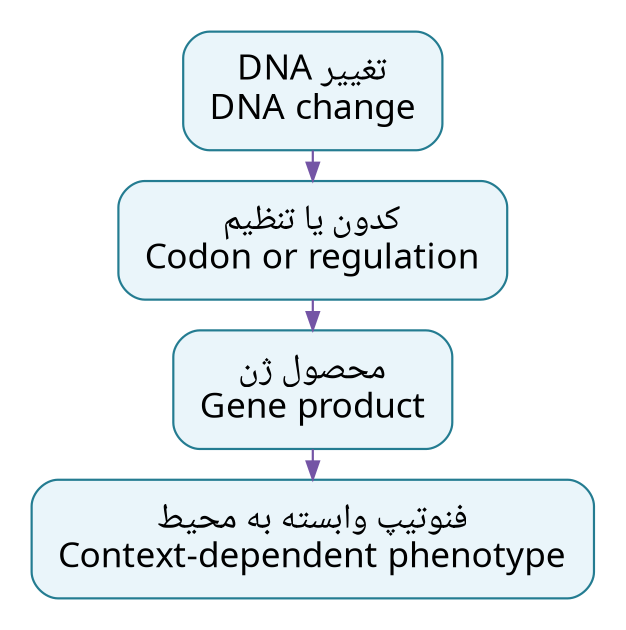 تغییر DNA
DNA change
کدون یا تنظیم
Codon or regulation
محصول ژن
Gene product
فنوتیپ وابسته به محیط
Context-dependent phenotype